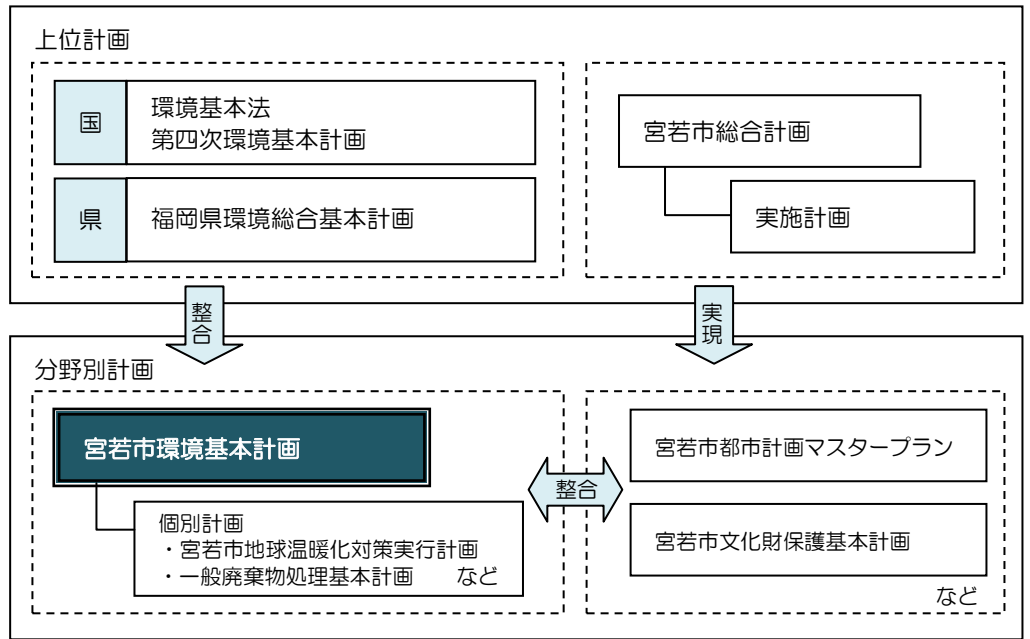 上位計画
国
環境基本法
第四次環境基本計画
県
福岡県環境総合基本計画
宮若市総合計画
実施計画
整合
実現
分野別計画
宮若市環境基本計画
個別計画
・宮若市地球温暖化対策実行計画
・一般廃棄物処理基本計画 など
整合
宮若市都市計画マスタープラン
宮若市文化財保護基本計画
など